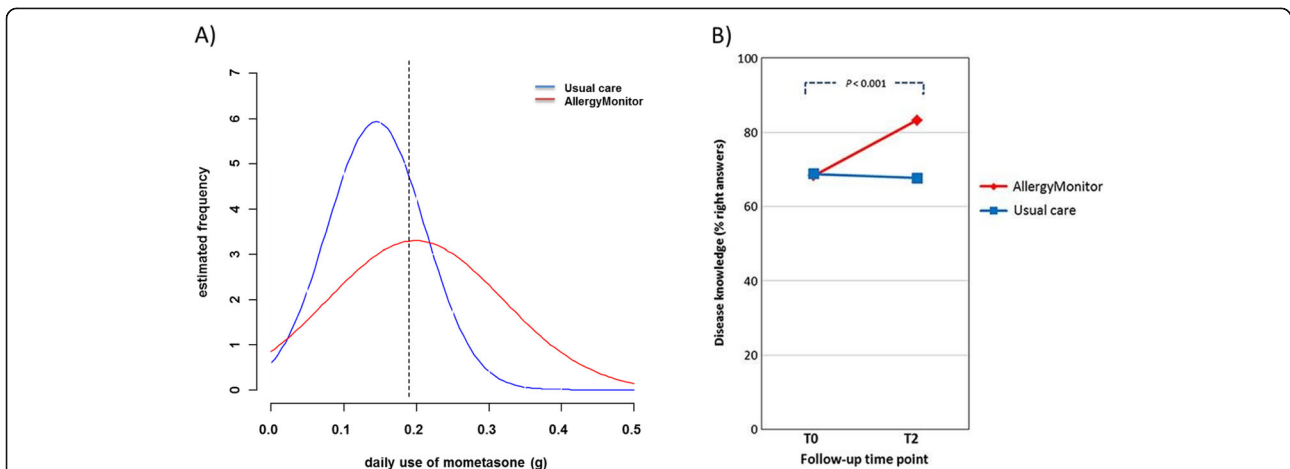 A)
estimated frequency
7
6
5
4
3
2
1
0
Usual care
AllergyMonitor
0.0 0.1 0.2 0.3 0.4 0.5
daily use of mometasone (g)
B)
Disease knowledge (% right answers)
100
80
60
40
20
0
P < 0.001
AllergyMonitor
Usual care
T0 T2
Follow-up time point